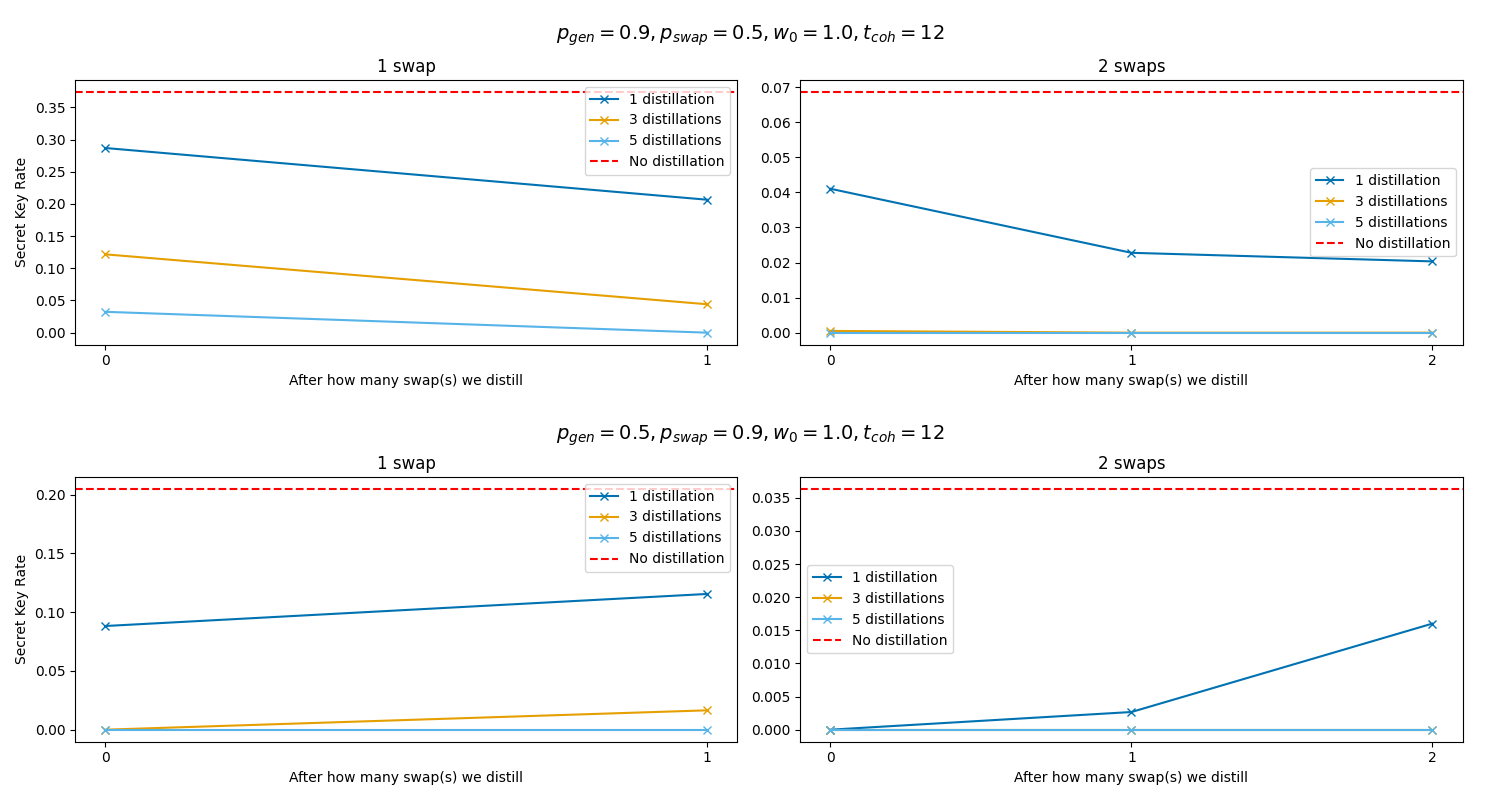 p_gen = 0.9, p_swap = 0.5, w_0 = 1.0, t_coh = 12
1 swap
0.35
0.30
0.25
0.20
0.15
0.10
0.05
0.00
Secret Key Rate
1 distillation
3 distillations
5 distillations
No distillation
0 1
After how many swap(s) we distill
2 swaps
0.07
0.06
0.05
0.04
0.03
0.02
0.01
0.00
1 distillation
3 distillations
5 distillations
No distillation
0 1 2
After how many swap(s) we distill
p_gen = 0.5, p_swap = 0.9, w_0 = 1.0, t_coh = 12
1 swap
0.20
0.15
0.10
0.05
0.00
Secret Key Rate
1 distillation
3 distillations
5 distillations
No distillation
0 1
After how many swap(s) we distill
2 swaps
0.035
0.030
0.025
0.020
0.015
0.010
0.005
0.000
1 distillation
3 distillations
5 distillations
No distillation
0 1 2
After how many swap(s) we distill